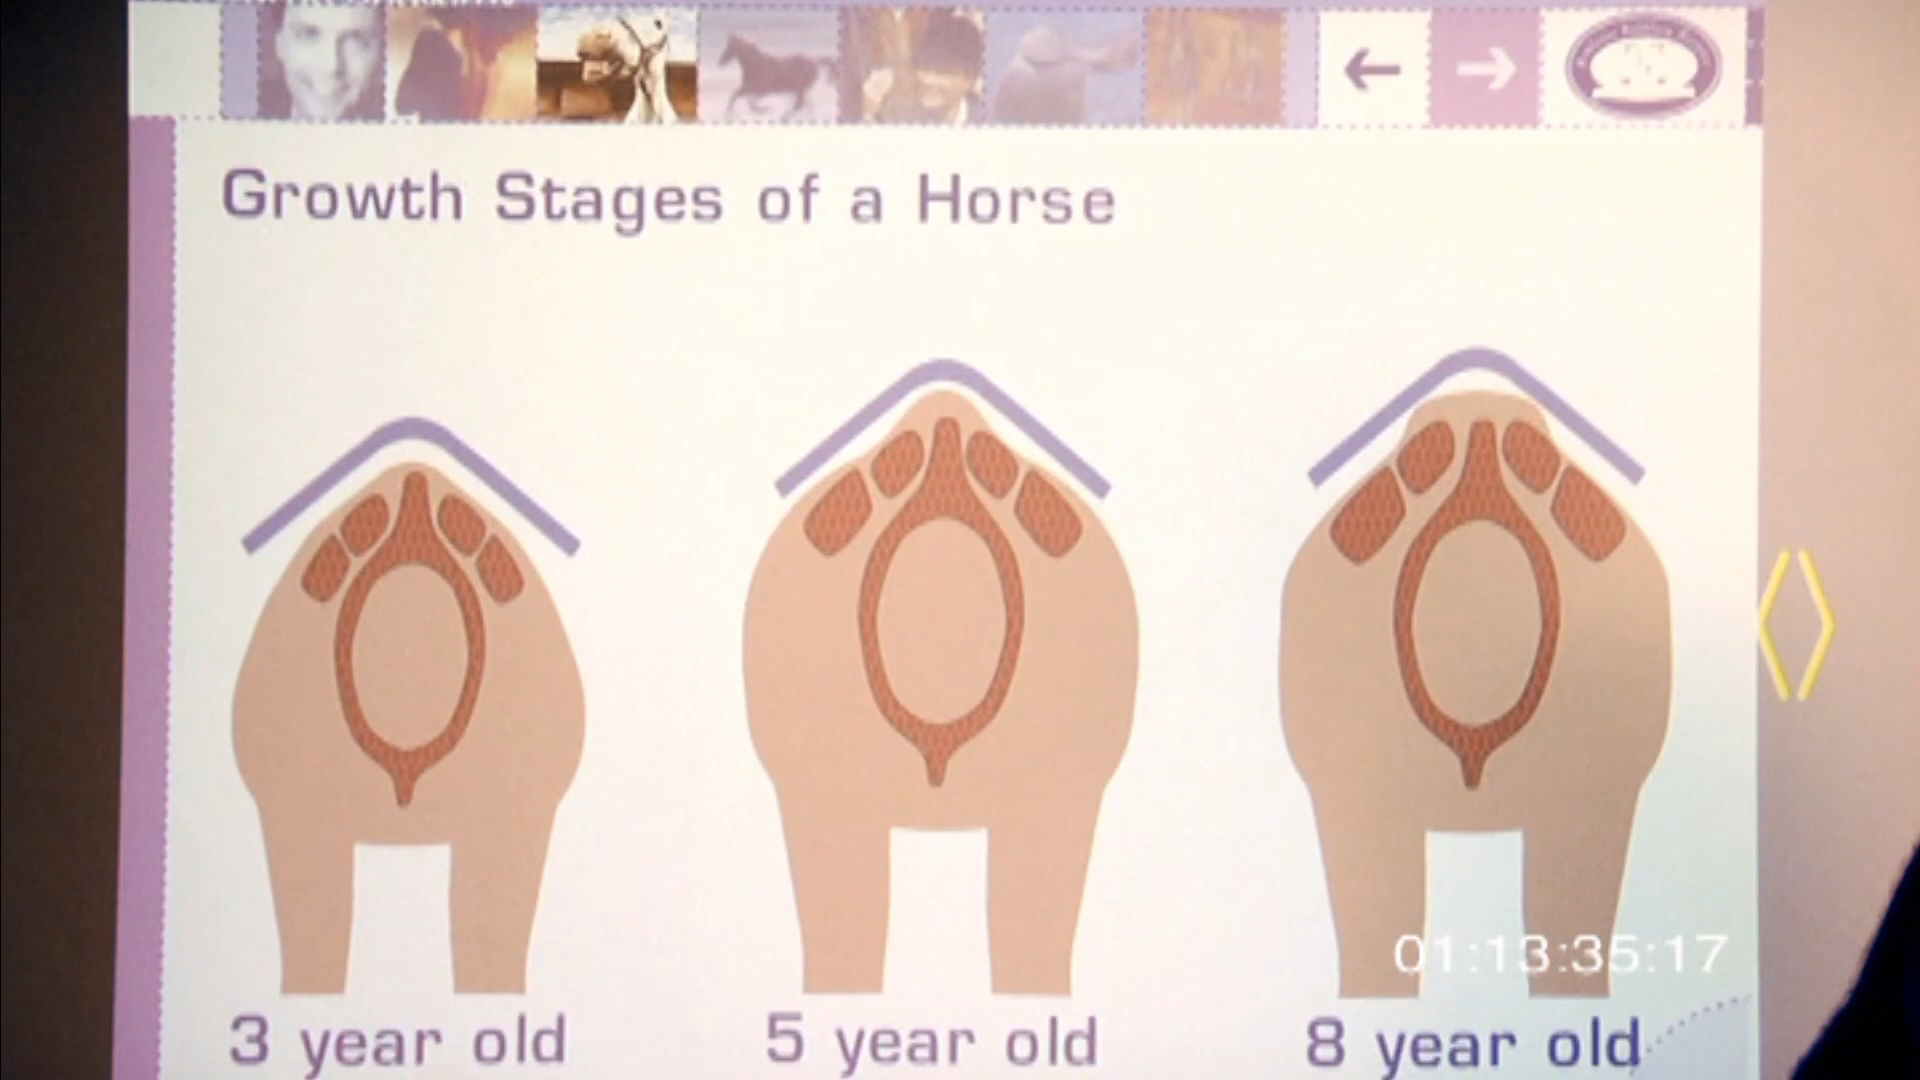 Growth Stages of a Horse
01:13:35:17
3 year old
5 year old
8 year old